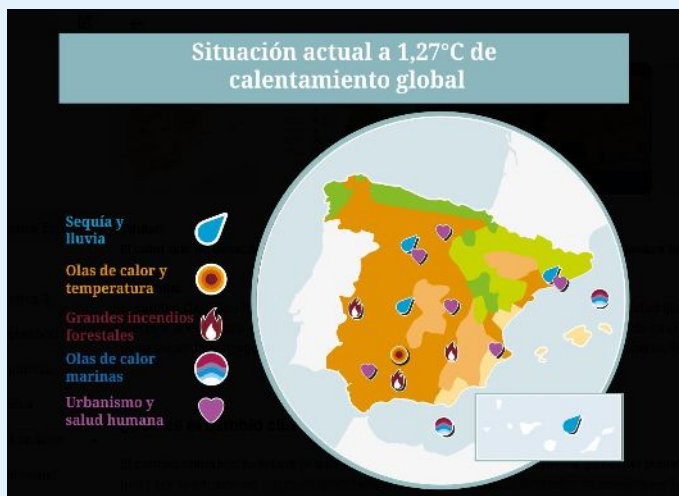 Situación actual a 1,27°C de
calentamiento global
Sequía y
lluvia
Olas de calor y
temperatura
Grandes incendios
forestales
Olas de calor
marinas
Urbanismo y
salud humana